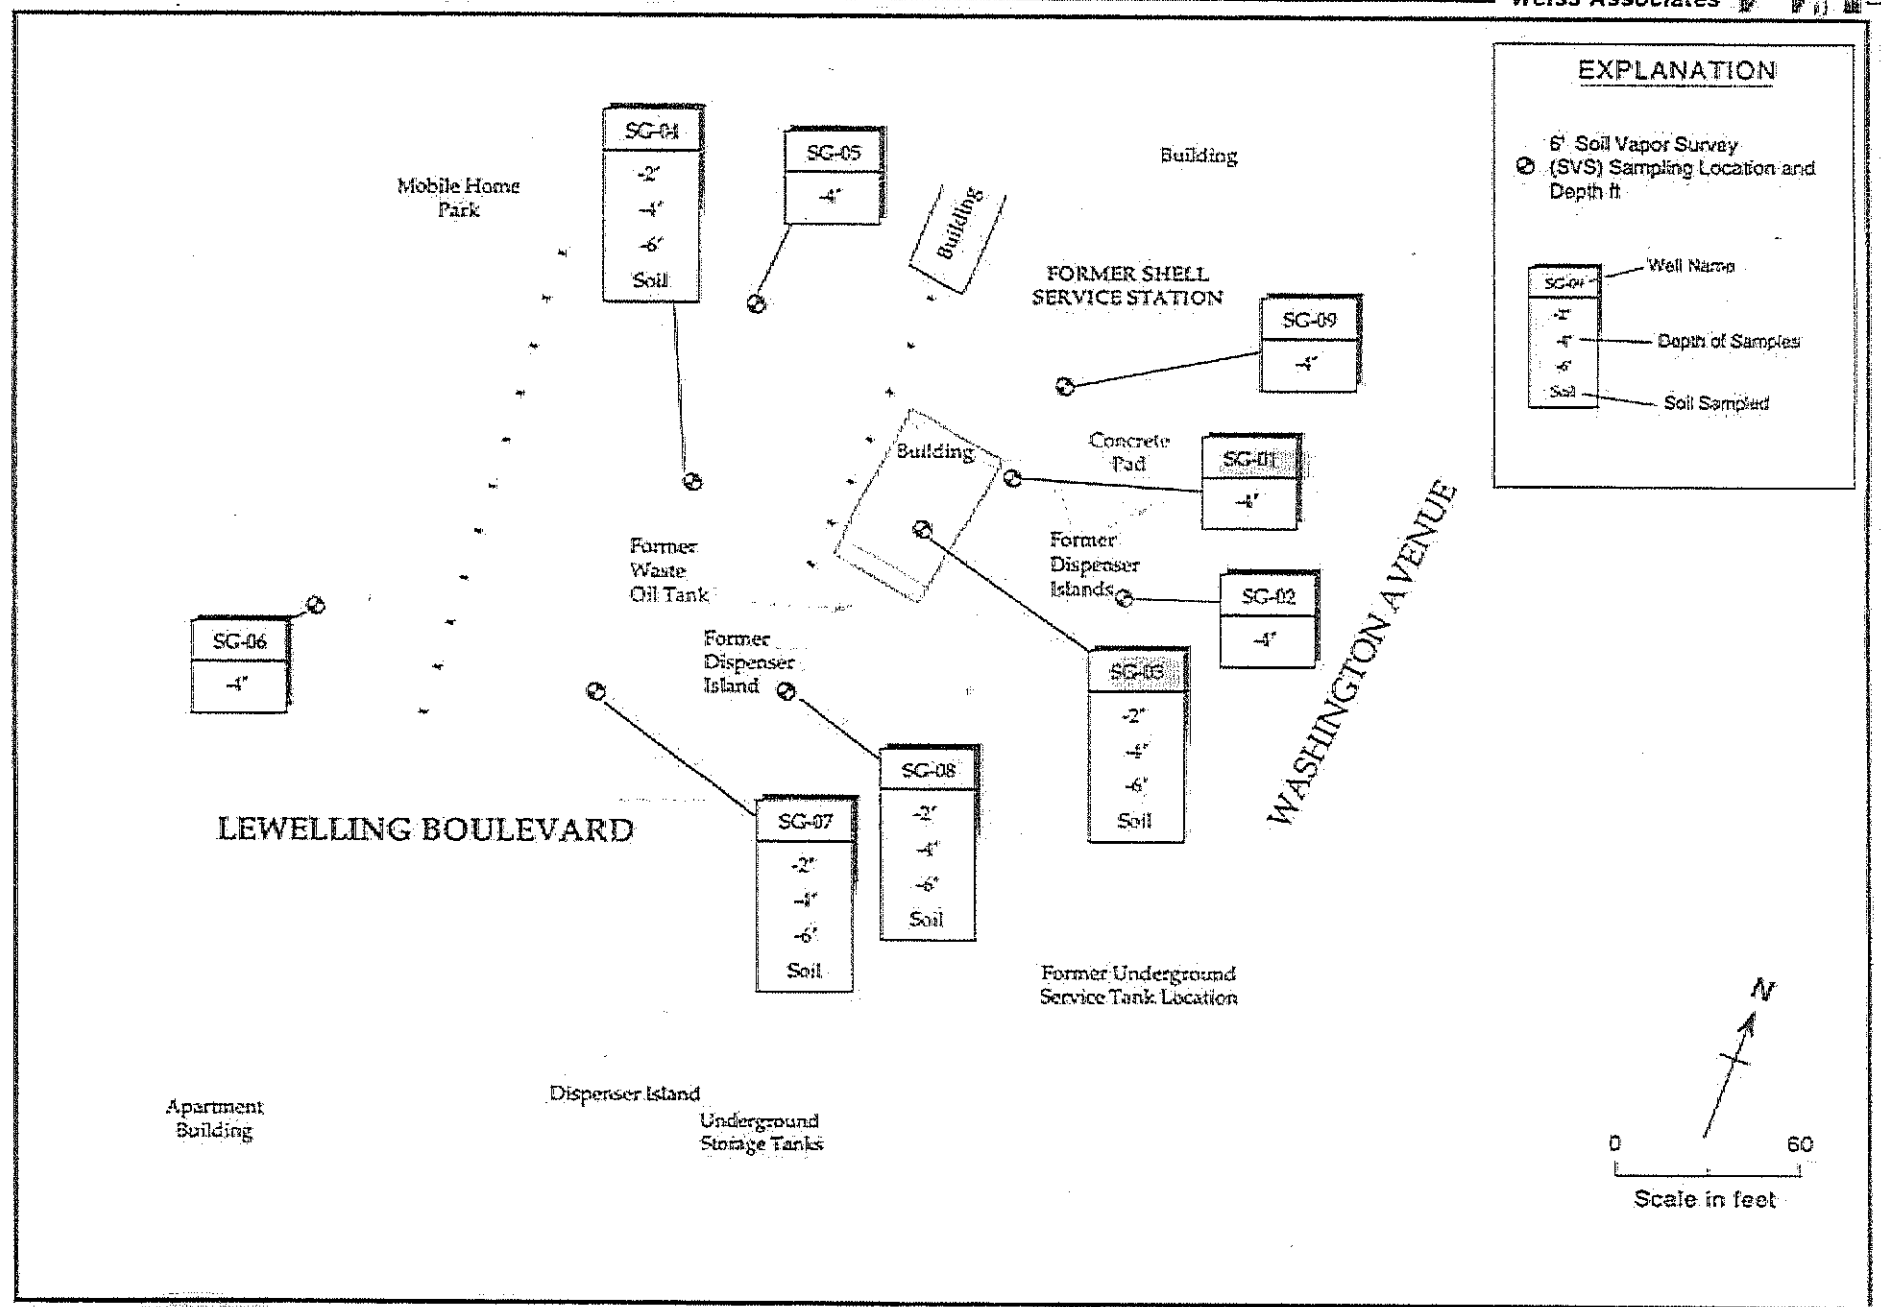 Weiss Associates
EXPLANATION
6' Soil Vapor Survey
(SVS) Sampling Location and
Depth ft
SG-04
-2'
-4'
-6'
Soil
Well Name
Depth of Samples
Soil Sampled
SG-04
-2'
-4'
-6'
Soil
SG-05
-4'
Building
Mobile Home
Park
Building
FORMER SHELL
SERVICE STATION
SG-09
-4'
Building
Concrete
Pad
SG-01
-4'
Former
Waste
Oil Tank
Former
Dispenser
Islands
SG-02
-4'
WASHINGTON AVENUE
SG-06
-4'
Former
Dispenser
Island
SG-03
-2'
-4'
-6'
Soil
SG-08
-2'
-4'
-6'
Soil
SG-07
-2'
-4'
-6'
Soil
LEWELLING BOULEVARD
Former Underground
Service Tank Location
N
Dispenser Island
Apartment
Building
Underground
Storage Tanks
0 60
Scale in feet